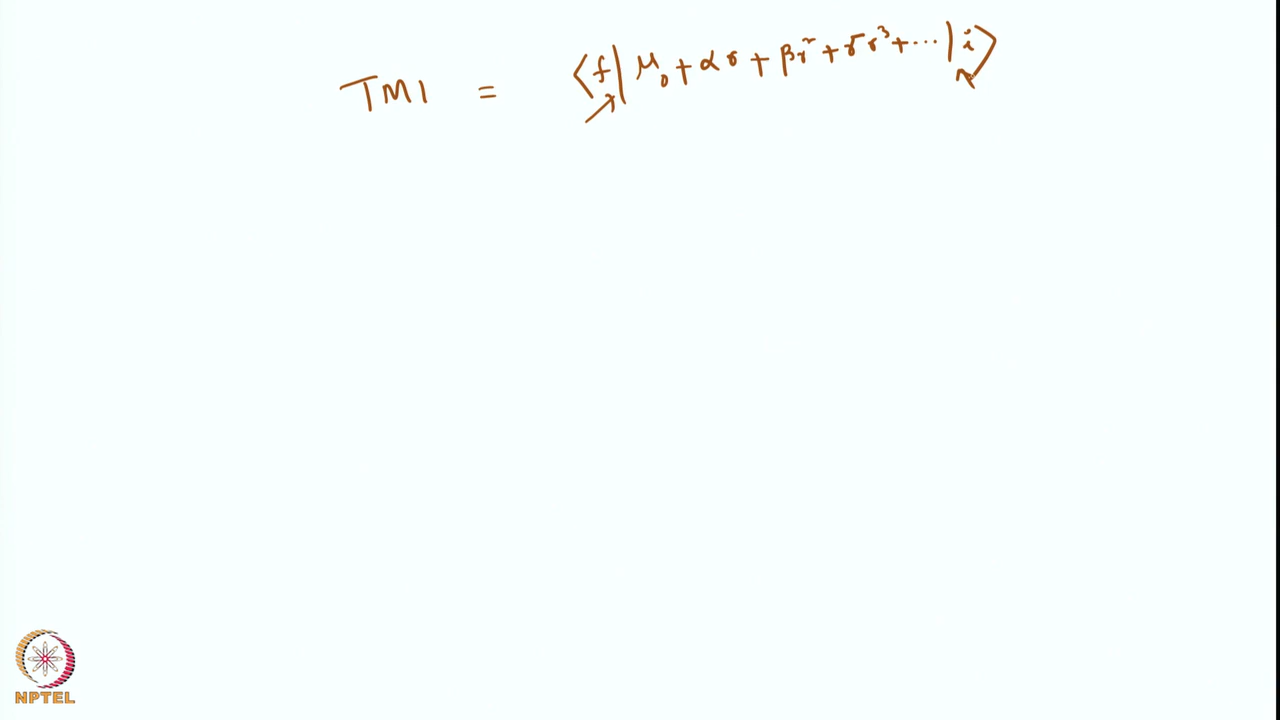 TMI = ⟨f|μ₀ + αr + βr² + γr³ + ...|i⟩
NPTEL